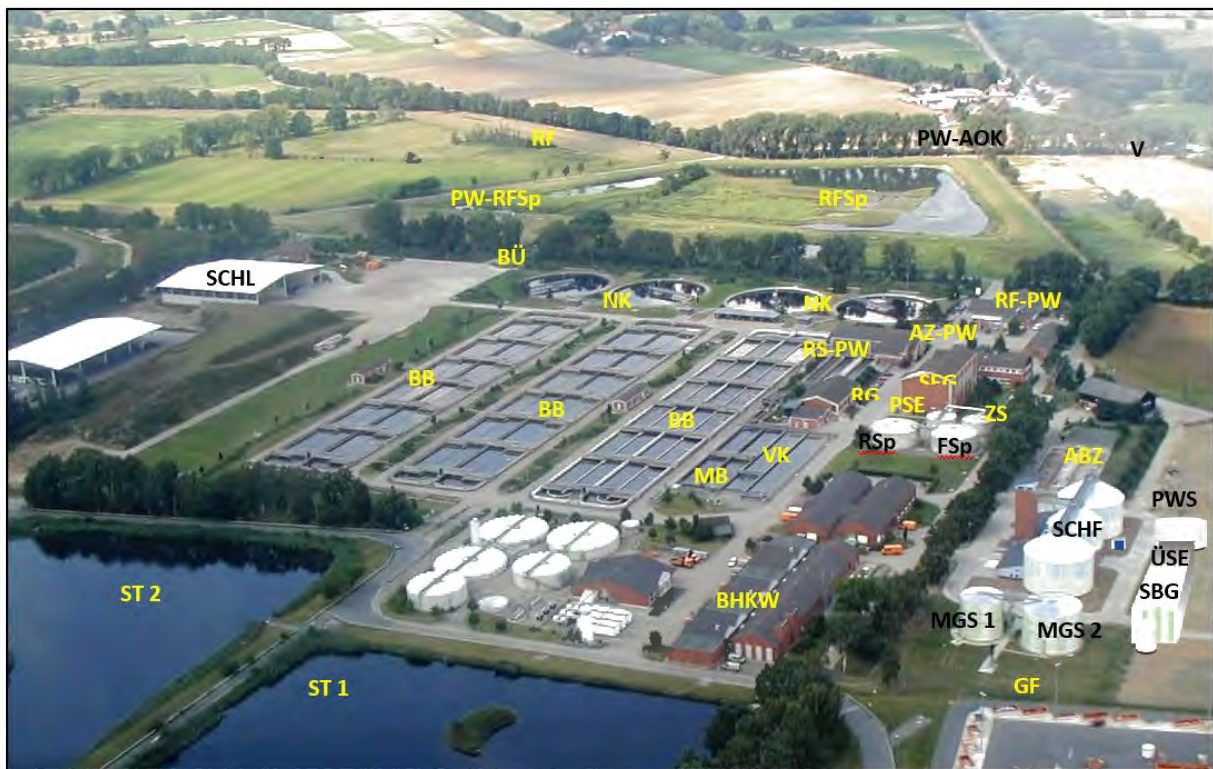 RF
PW-AOK
V
PW-RFSp
RFSp
BÜ
SCHL
NK
NK
RF-PW
AZ-PW
RS-PW
BB
BB
BB
RG
SEG
PSE
ZS
RSp
FSp
VK
MB
ABZ
PWS
SCHF
ÜSE
SBG
ST 2
BHKW
MGS 1
MGS 2
ST 1
GF